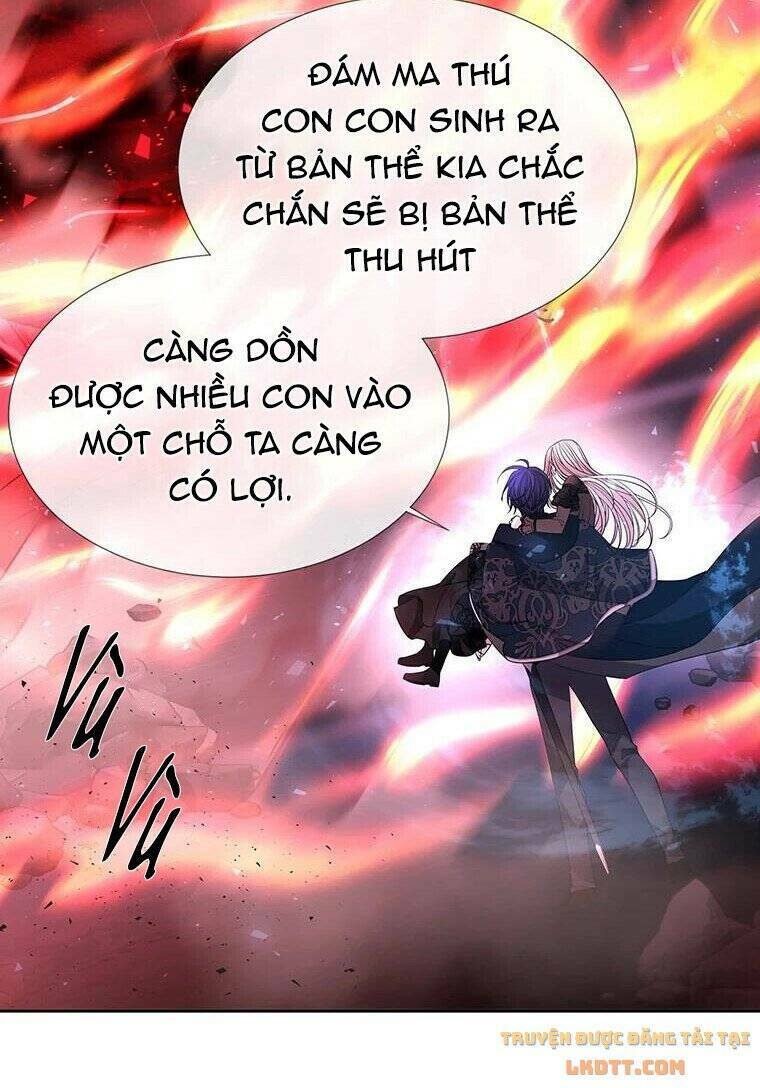 ĐÁM MA THÚ
CON CON SINH RA
TỪ BẢN THỂ KIA CHẮC
CHẮN SẼ BỊ BẢN THỂ
THU HÚT
CÀNG DỒN
ĐƯỢC NHIỀU CON VÀO
MỘT CHỖ TA CÀNG
CÓ LỢI.
VÙ
VÙ
TRUYỆN ĐƯỢC ĐĂNG TẢI TẠI
LKDTT.COM